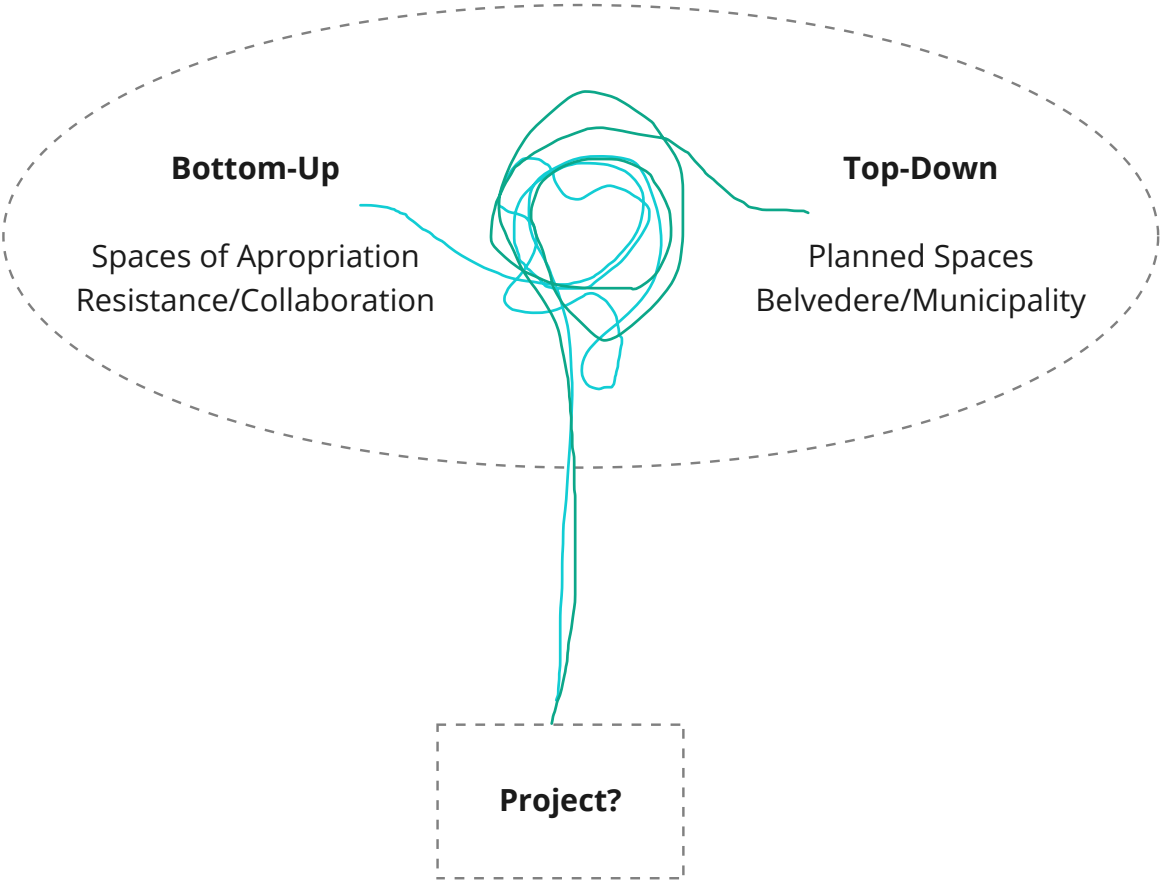 Bottom-Up
Spaces of Apropriation
Resistance/Collaboration
Top-Down
Planned Spaces
Belvedere/Municipality
Project?